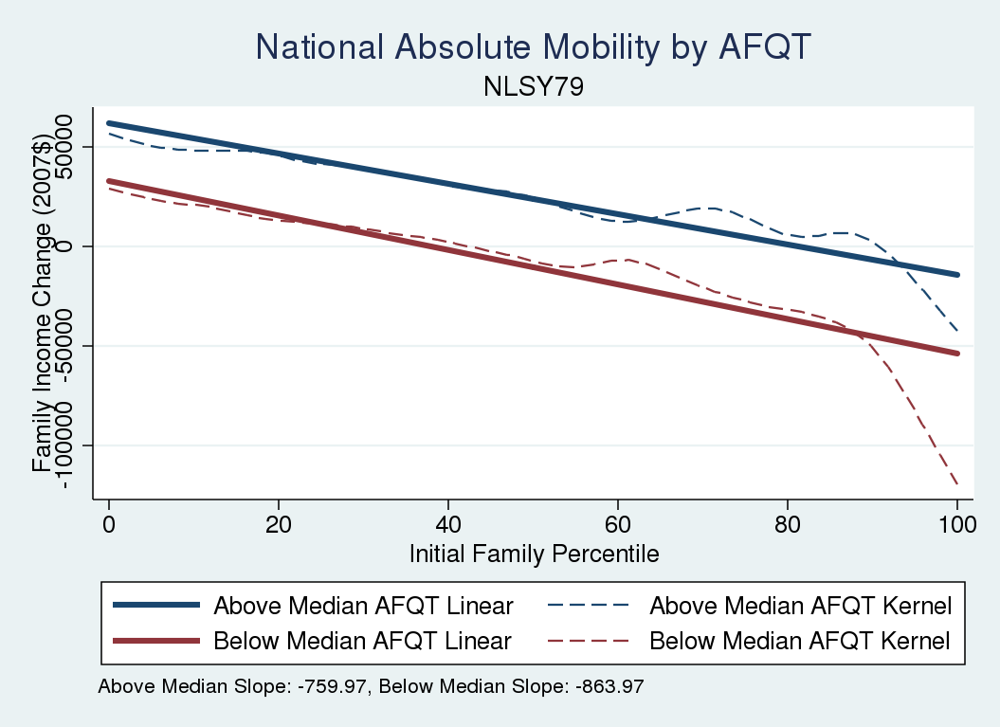 National Absolute Mobility by AFQT
NLSY79
Family Income Change (2007$)
50000
0
-50000
-100000
0 20 40 60 80 100
Initial Family Percentile
Above Median AFQT Linear Above Median AFQT Kernel
Below Median AFQT Linear Below Median AFQT Kernel
Above Median Slope: -759.97, Below Median Slope: -863.97